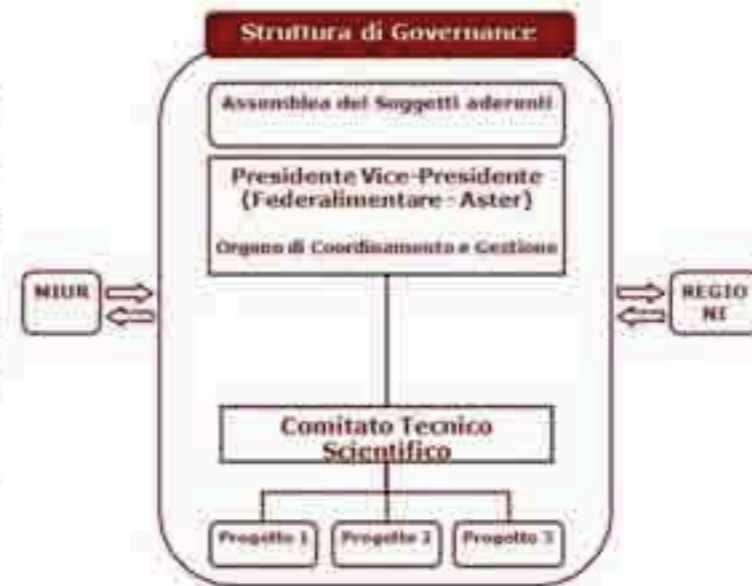 Struttura di Governance
Assemblea dei Soggetti aderenti
Presidente Vice-Presidente
(Federalimentare - Aster)
Organo di Coordinamento e Gestione
MIUR
REGIO
NI
Comitato Tecnico
Scientifico
Progetto 1
Progetto 2
Progetto 3